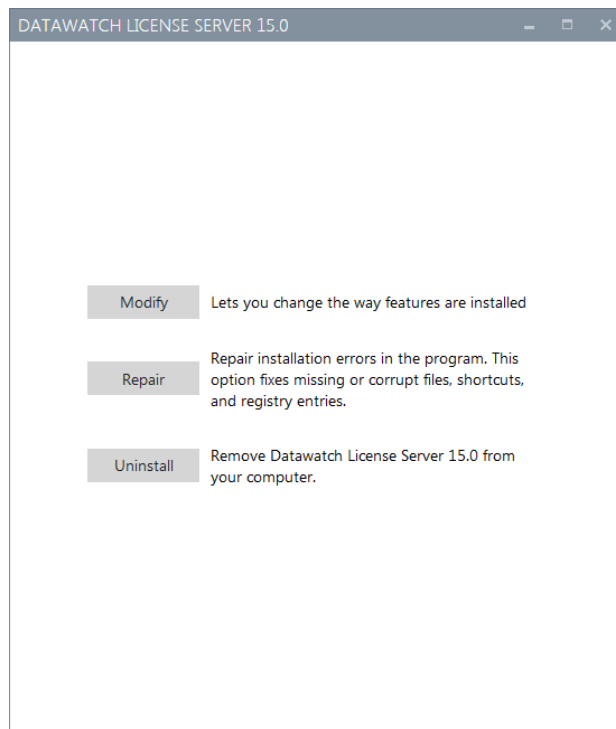 DATAWATCH LICENSE SERVER 15.0
Modify
Lets you change the way features are installed
Repair
Repair installation errors in the program. This
option fixes missing or corrupt files, shortcuts,
and registry entries.
Uninstall
Remove Datawatch License Server 15.0 from
your computer.